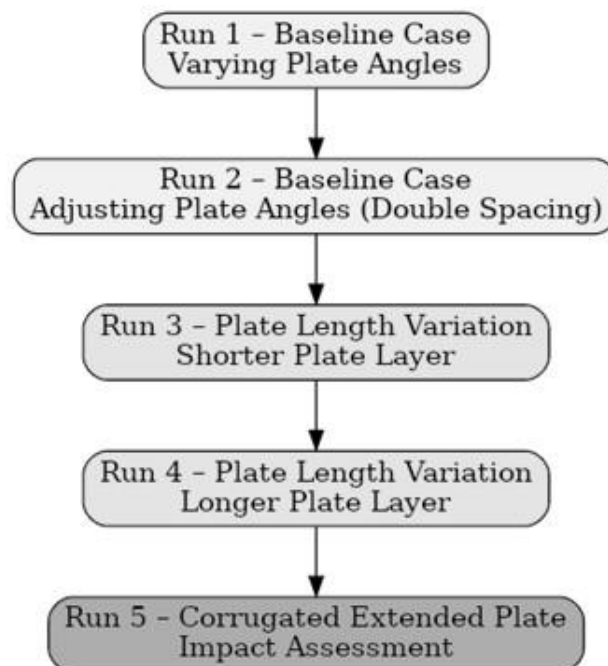 Run 1 – Baseline Case
Varying Plate Angles
Run 2 – Baseline Case
Adjusting Plate Angles (Double Spacing)
Run 3 – Plate Length Variation
Shorter Plate Layer
Run 4 – Plate Length Variation
Longer Plate Layer
Run 5 – Corrugated Extended Plate
Impact Assessment